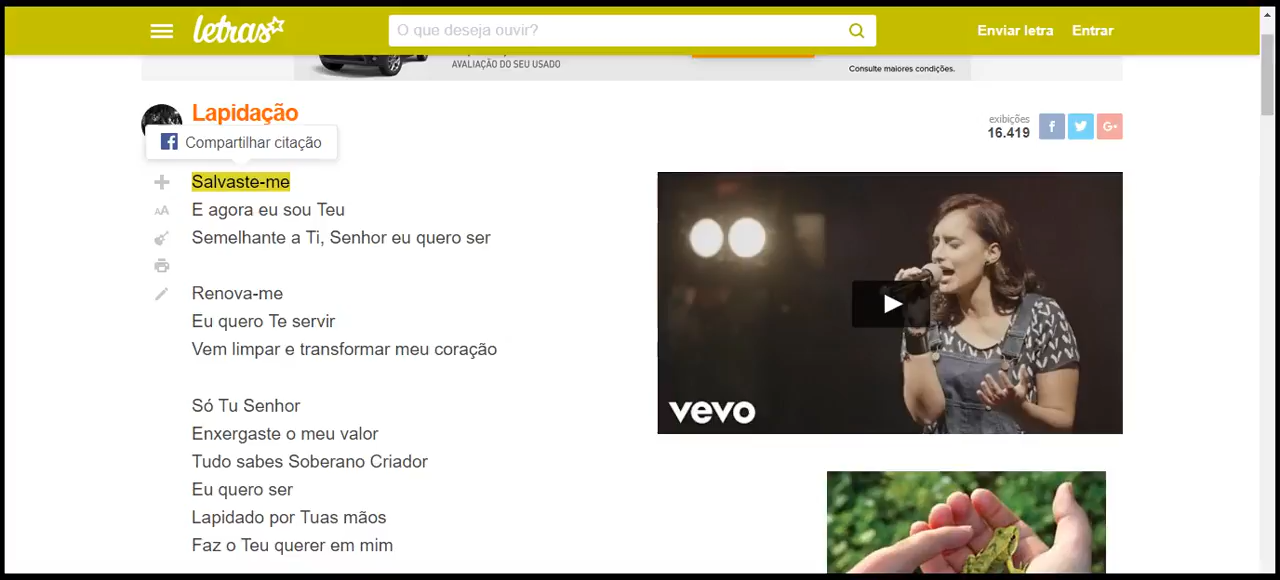 letras
O que deseja ouvir?
Enviar letra
Entrar
AVALIAÇÃO DO SEU USADO
Consulte maiores condições.
Lapidação
Compartilhar citação
exibições
16.419
f
G+
Salvaste-me
E agora eu sou Teu
Semelhante a Ti, Senhor eu quero ser
Renova-me
Eu quero Te servir
Vem limpar e transformar meu coração
Só Tu Senhor
Enxergaste o meu valor
Tudo sabes Soberano Criador
Eu quero ser
Lapidado por Tuas mãos
Faz o Teu querer em mim
AA
vevo